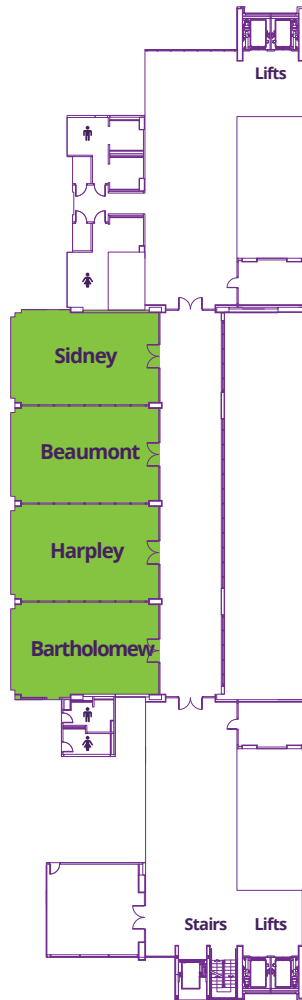 Lifts
Sidney
Beaumont
Harpley
Bartholomew
Stairs
Lifts